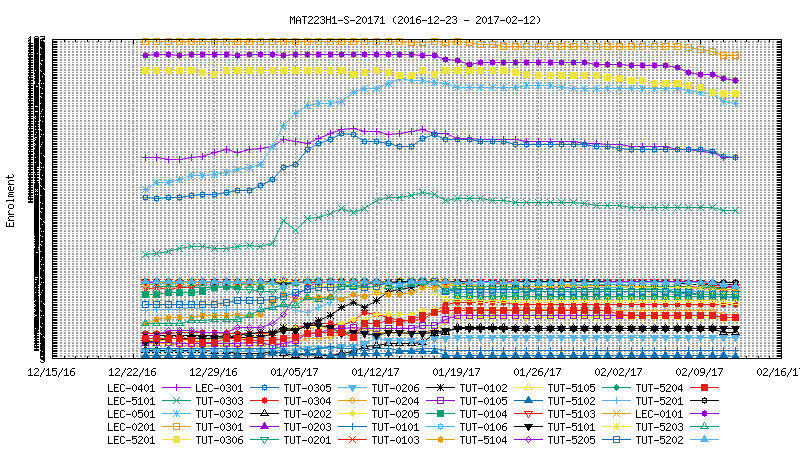 MAT223H1-S-20171 (2016-12-23 - 2017-02-12)
Enrolment
12/15/16 12/22/16 12/29/16 01/05/17 01/12/17 01/19/17 01/26/17 02/02/17 02/09/17 02/16/17
LEC-0401 LEC-0301 TUT-0305 TUT-0206 TUT-0102 TUT-5105 TUT-5204
LEC-5101 TUT-0303 TUT-0304 TUT-0204 LEC-0105 TUT-5102 TUT-5201
LEC-0501 TUT-0302 TUT-0202 TUT-0205 TUT-0104 TUT-5103 LEC-0101
LEC-0201 TUT-0301 TUT-0203 TUT-0101 TUT-0106 TUT-5101 TUT-5203
LEC-5201 TUT-0306 TUT-0201 TUT-0103 TUT-5104 TUT-5205 TUT-5202